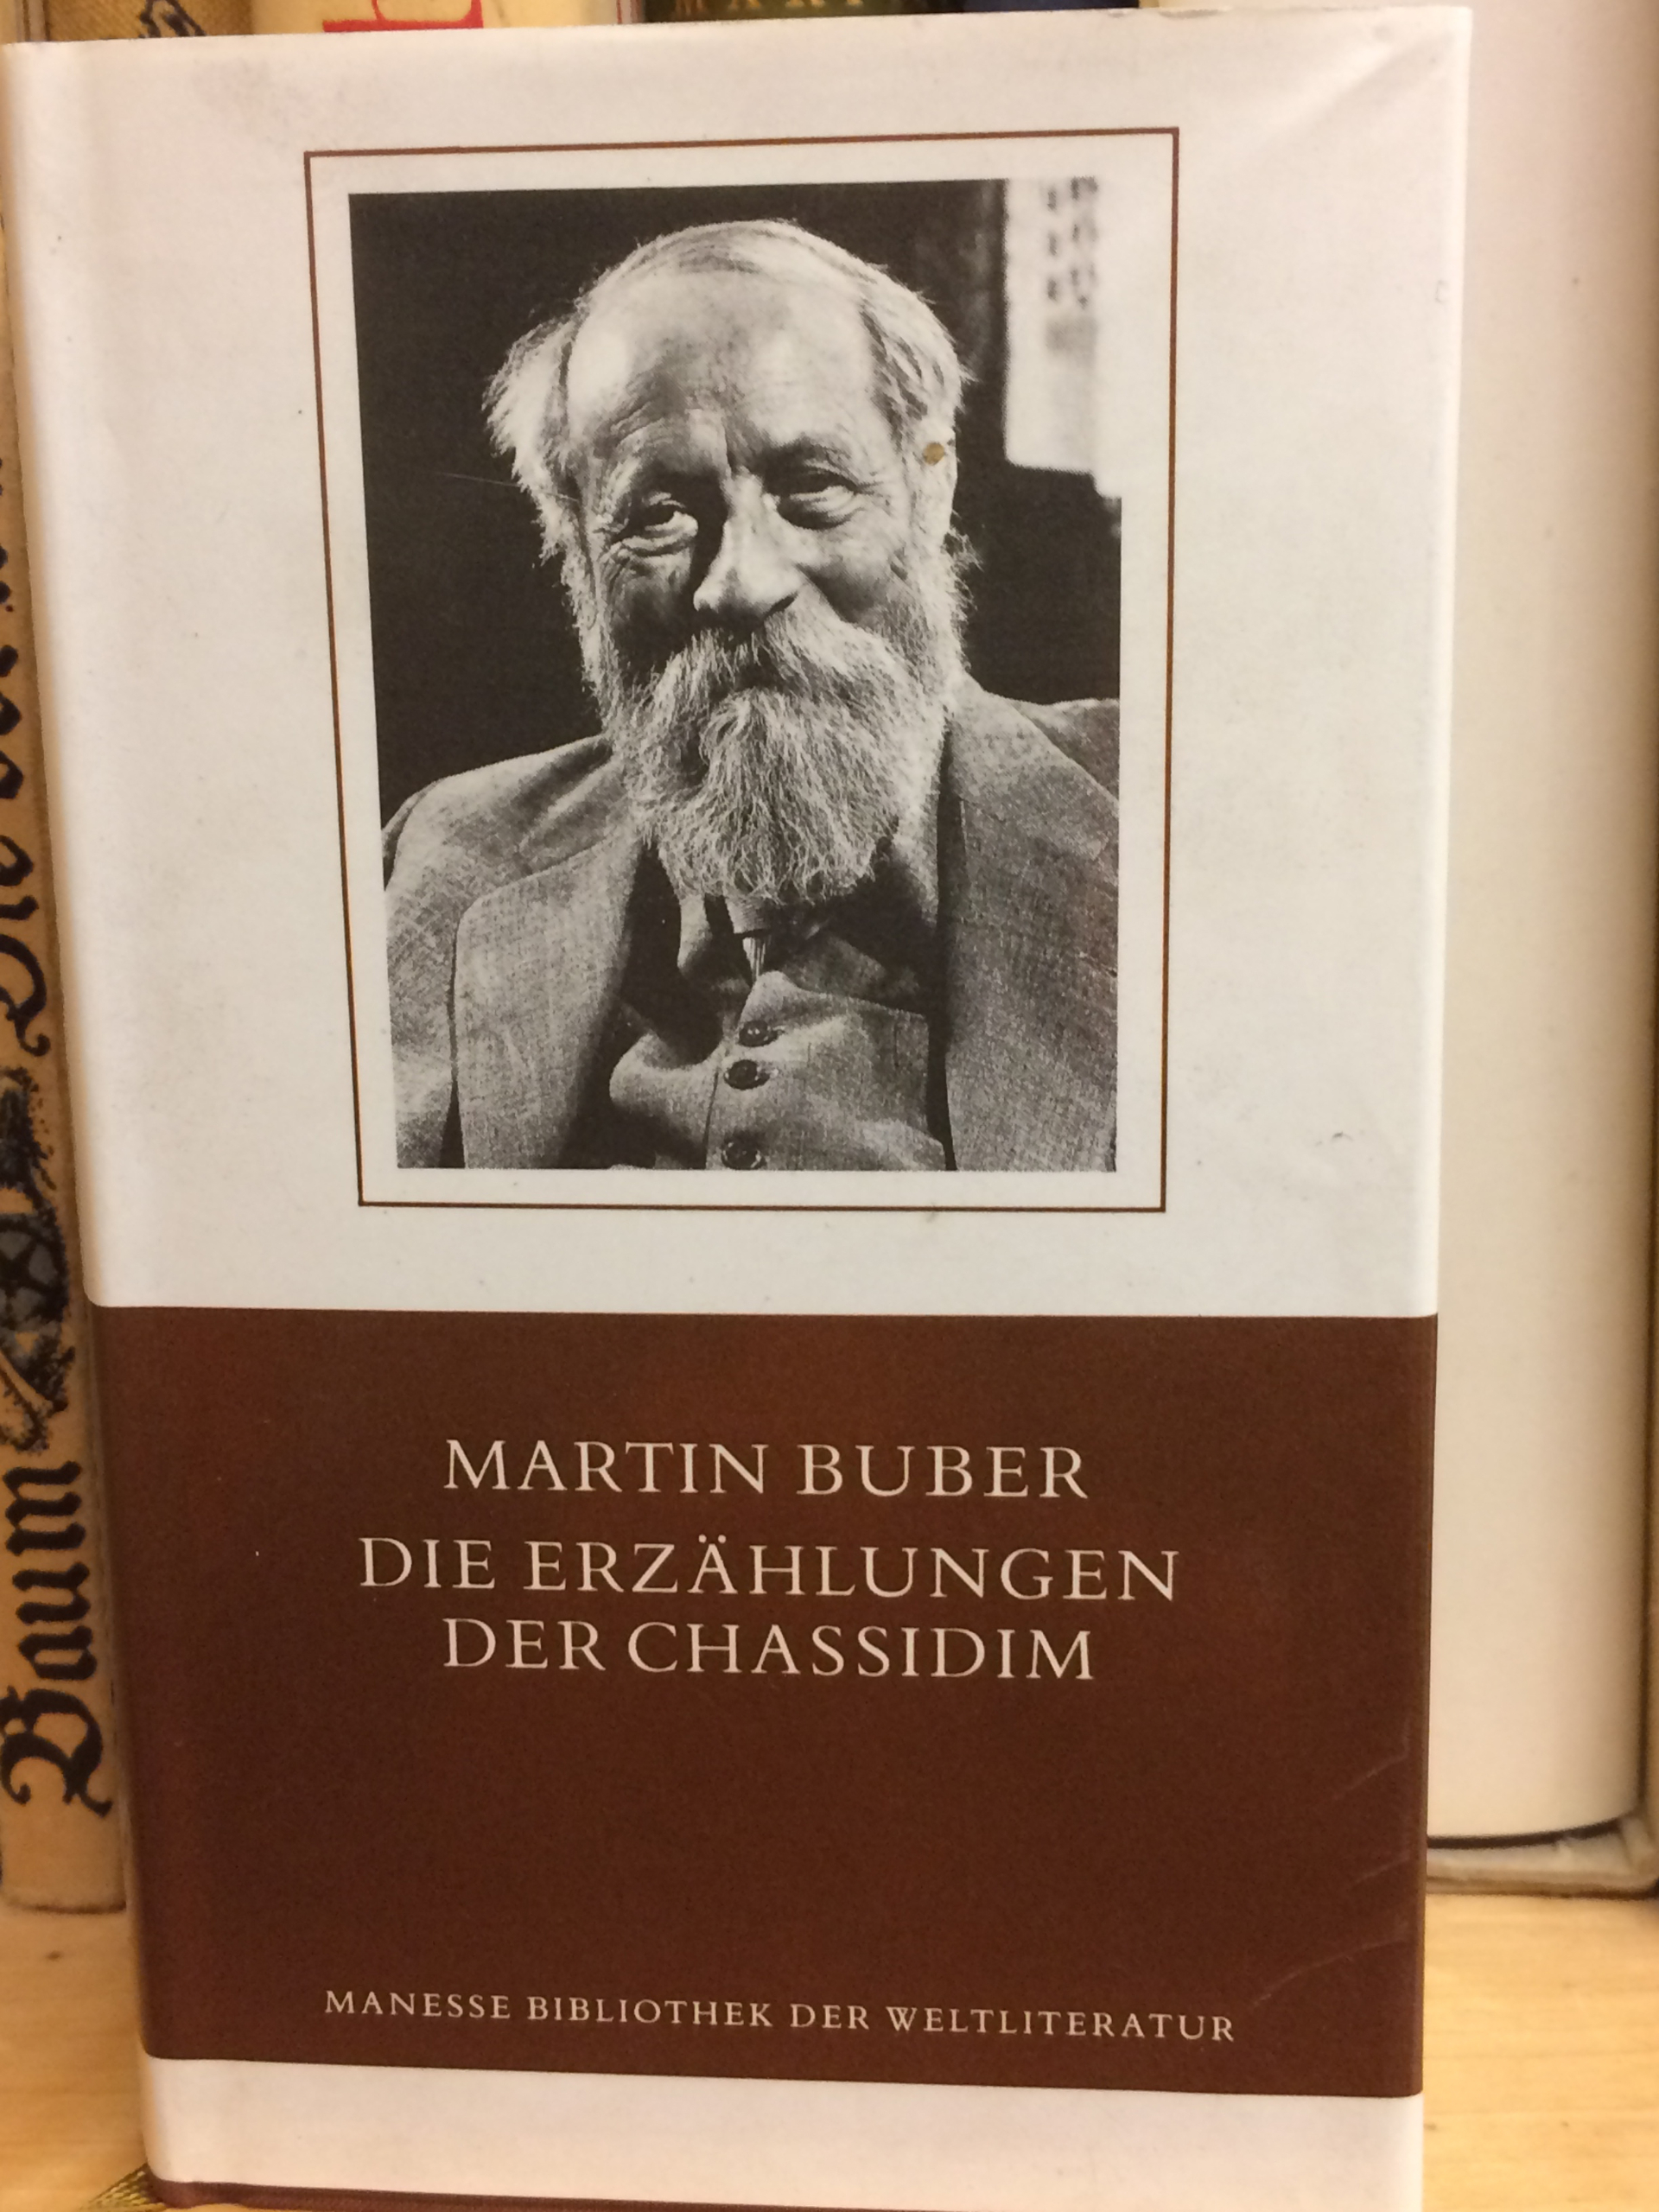 MARTIN BUBER
DIE ERZÄHLUNGEN
DER CHASSIDIM
MANESSE BIBLIOTHEK DER WELTLITERATUR
Baum